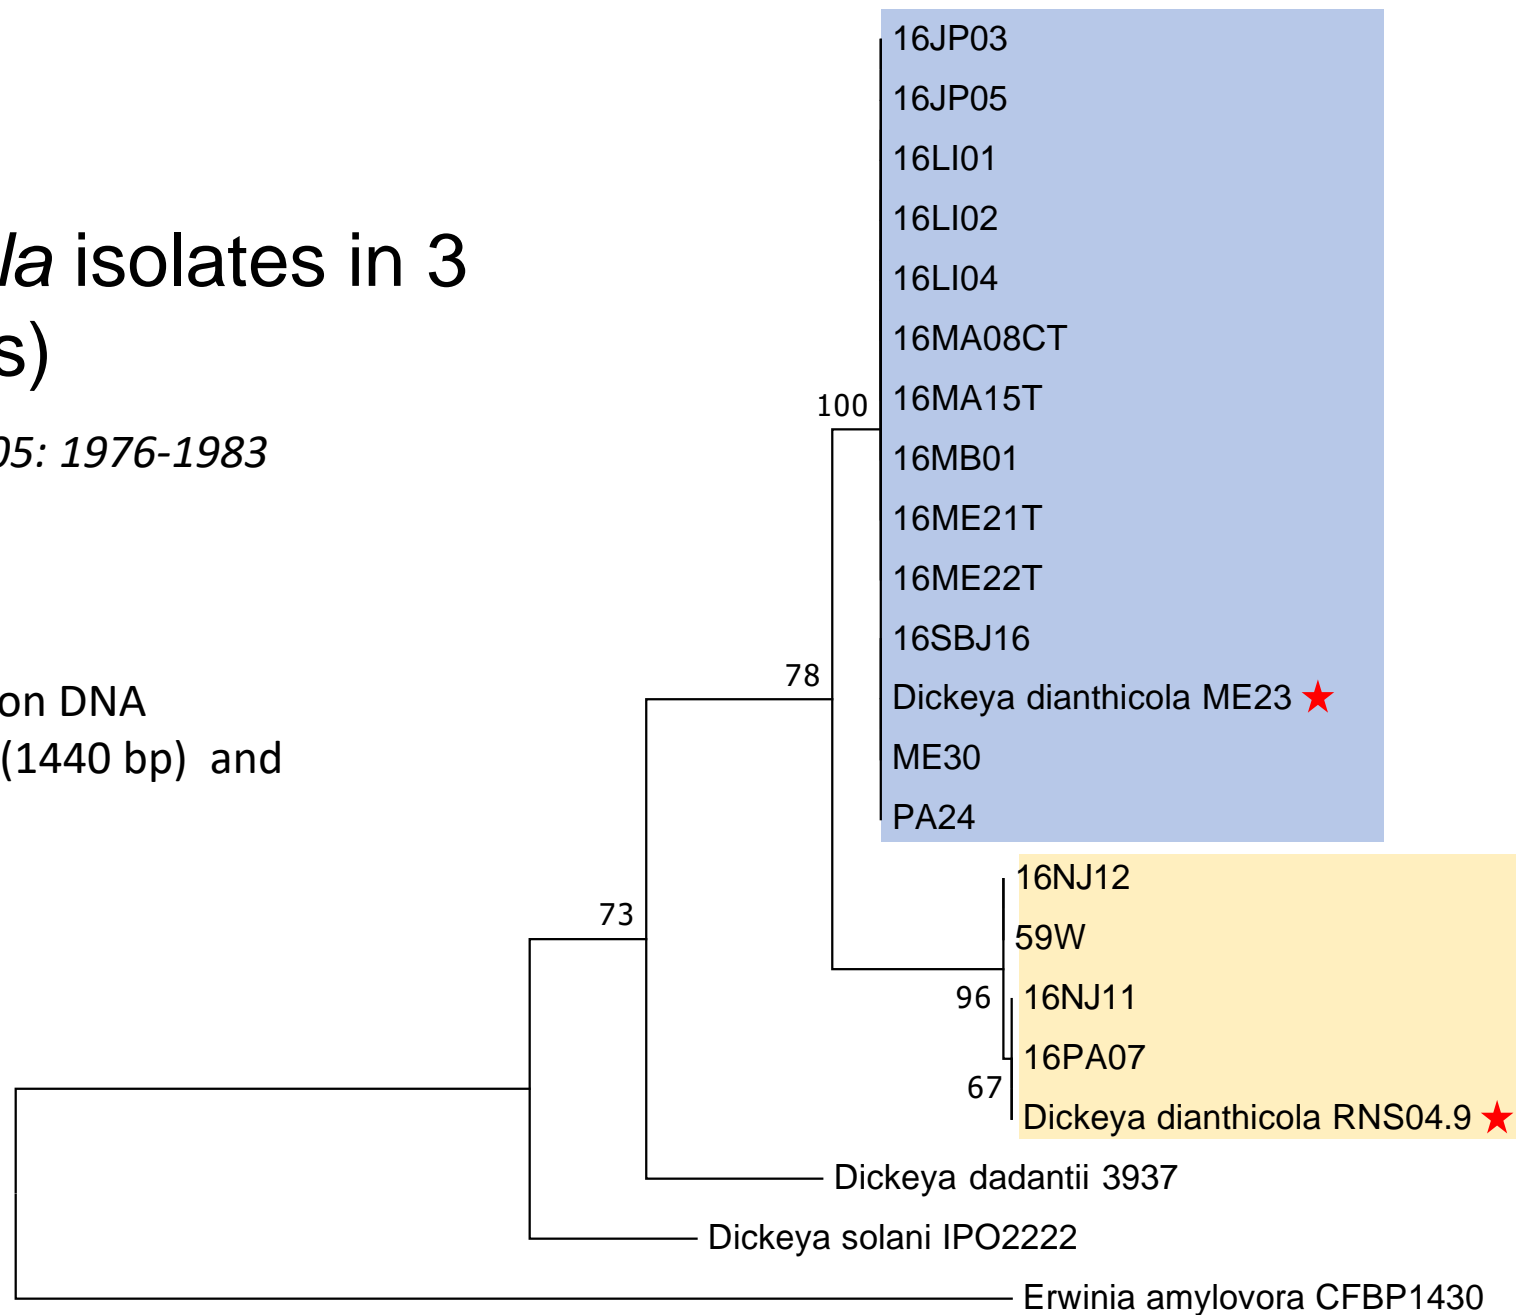 la isolates in 3
s)
05: 1976-1983
on DNA
(1440 bp) and
16JP03
16JP05
16LI01
16LI02
16LI04
16MA08CT
100
16MA15T
16MB01
16ME21T
16ME22T
16SBJ16
78
Dickeya dianthicola ME23
ME30
PA24
16NJ12
73
59W
96
16NJ11
16PA07
67
Dickeya dianthicola RNS04.9
Dickeya dadantii 3937
Dickeya solani IPO2222
Erwinia amylovora CFBP1430